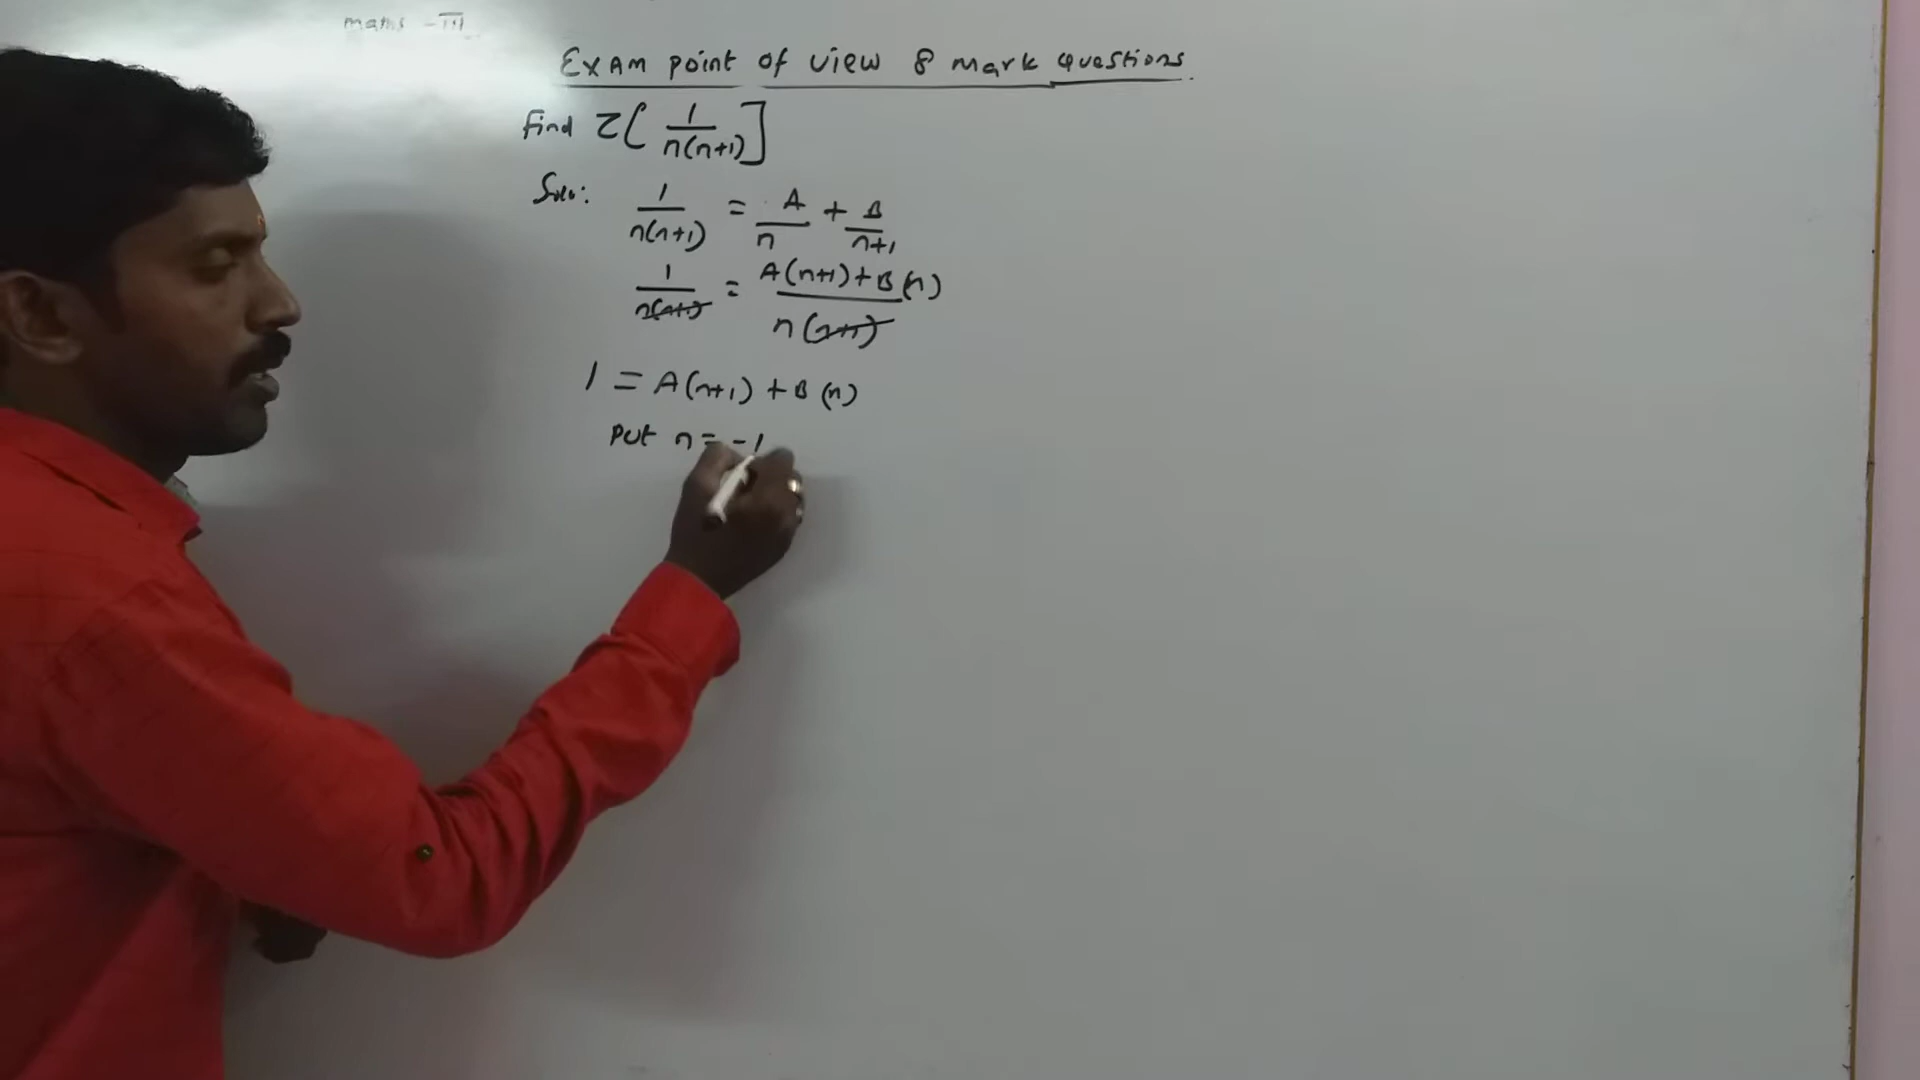 maths - III
Exam point of view 8 mark questions.
Find Z[ 1/n(n+1) ]
Soln: 1/n(n+1) = A/n + B/n+1
1/n(n+1) = A(n+1)+B(n)/n(n+1)
1 = A(n+1) + B(n)
Put n = -1